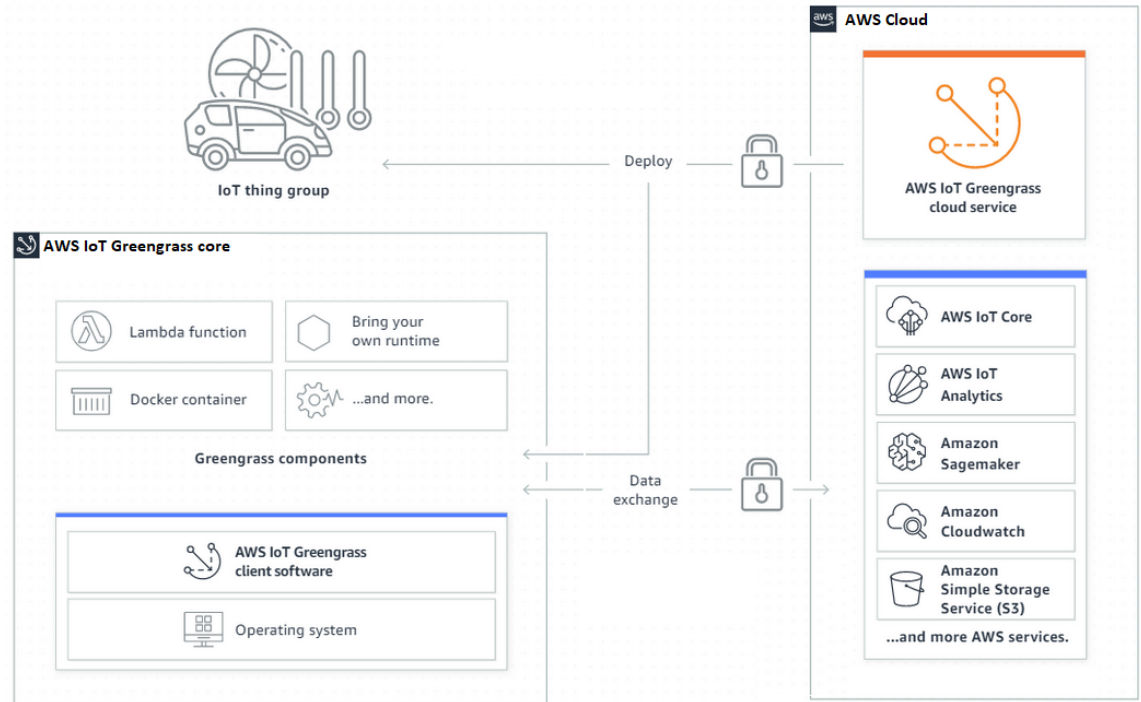 aws
AWS Cloud
AWS IoT Greengrass
cloud service
Deploy
IoT thing group
AWS IoT Greengrass core
Lambda function
Bring your
own runtime
Docker container
...and more.
Greengrass components
Data
exchange
AWS IoT Greengrass
client software
Operating system
AWS IoT Core
AWS IoT
Analytics
Amazon
Sagemaker
Amazon
Cloudwatch
Amazon
Simple Storage
Service (S3)
...and more AWS services.